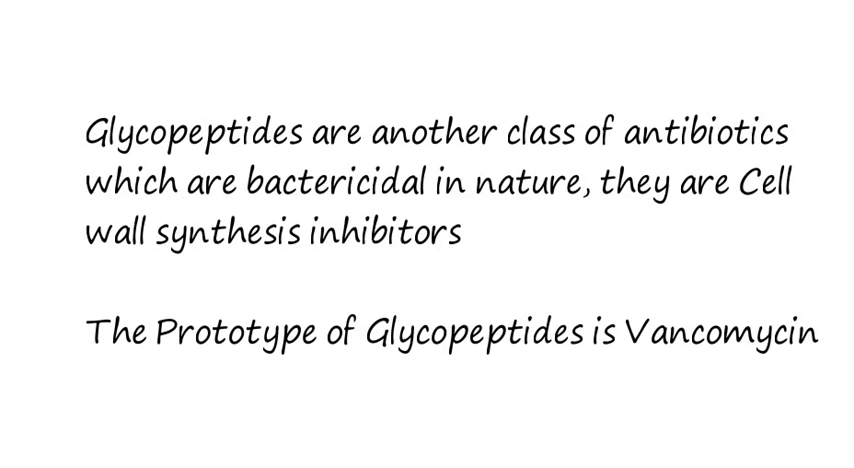 Glycopeptides are another class of antibiotics
which are bactericidal in nature, they are Cell
wall synthesis inhibitors
The Prototype of Glycopeptides is Vancomycin